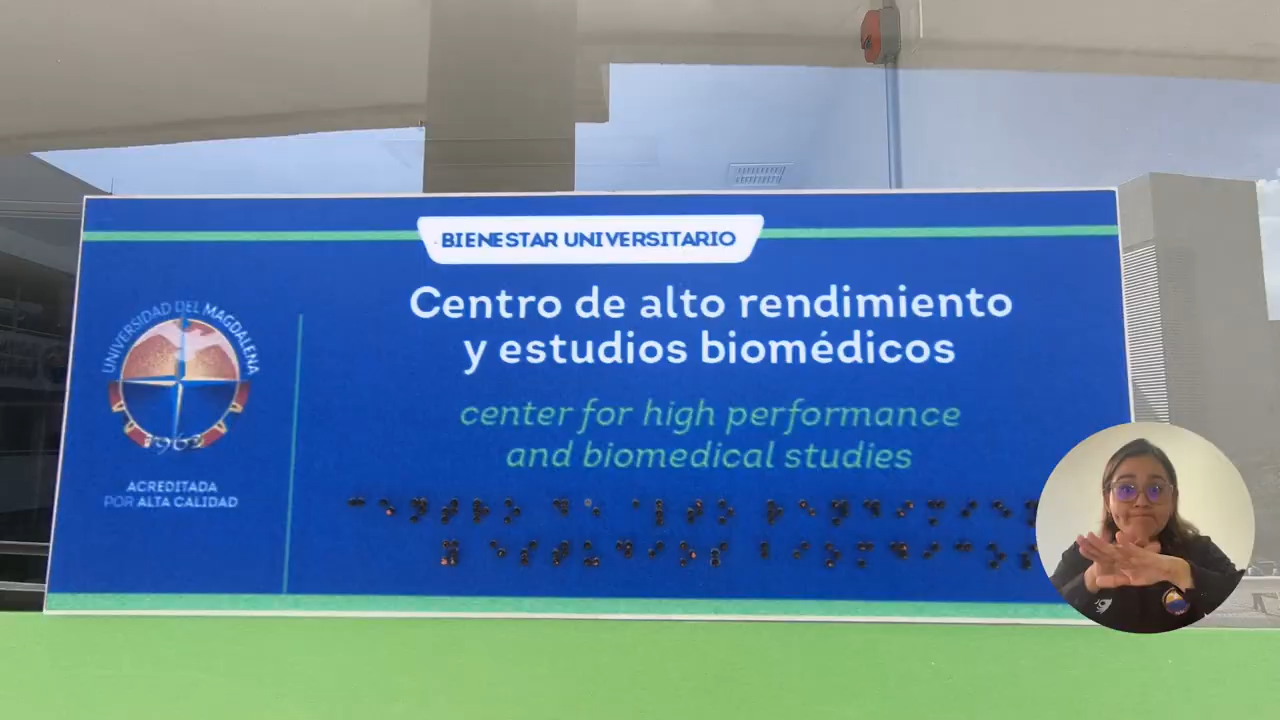 BIENESTAR UNIVERSITARIO
Centro de alto rendimiento
y estudios biomédicos
center for high performance
and biomedical studies
UNIVERSIDAD DEL MAGDALENA
1962
ACREDITADA
POR ALTA CALIDAD